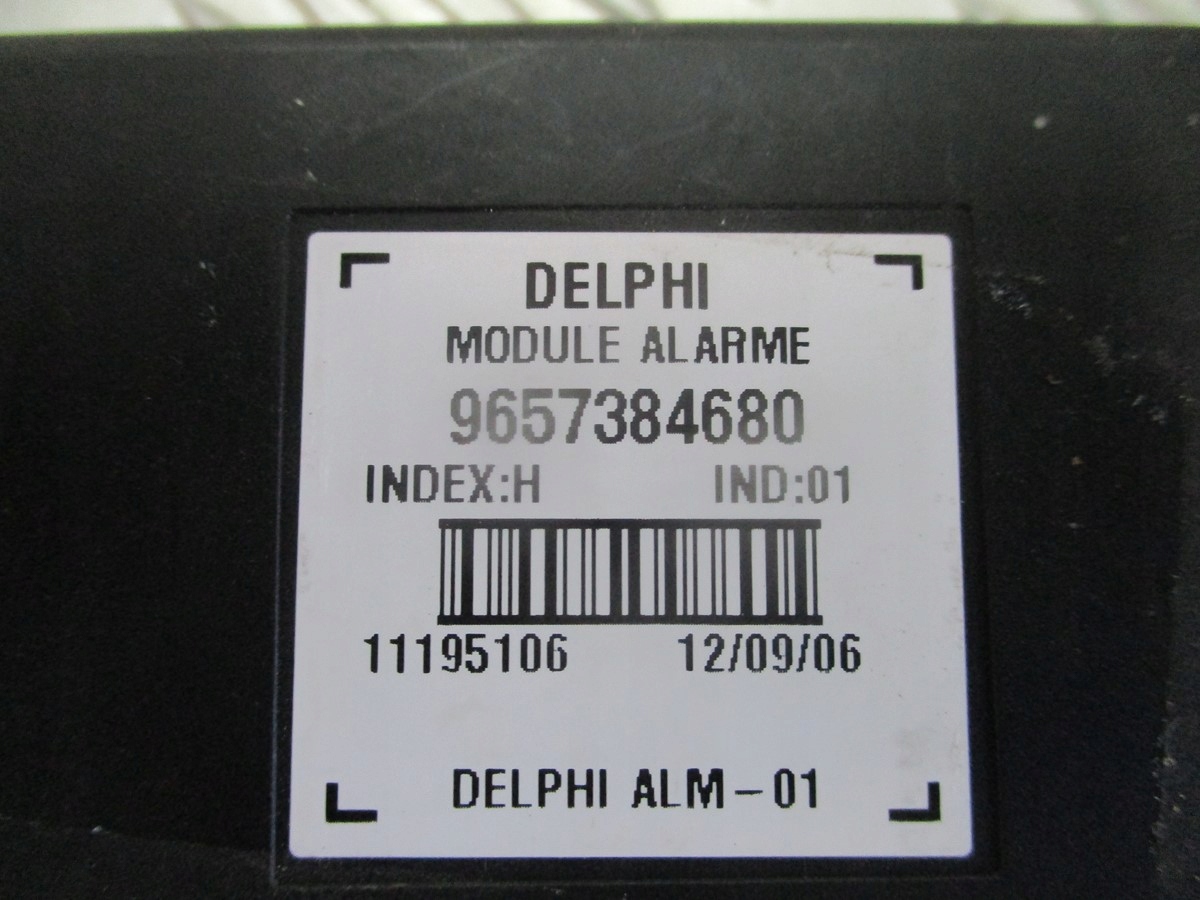 DELPHI
MODULE ALARME
9657384680
INDEX:H IND:01
11195106 12/09/06
DELPHI ALM-01